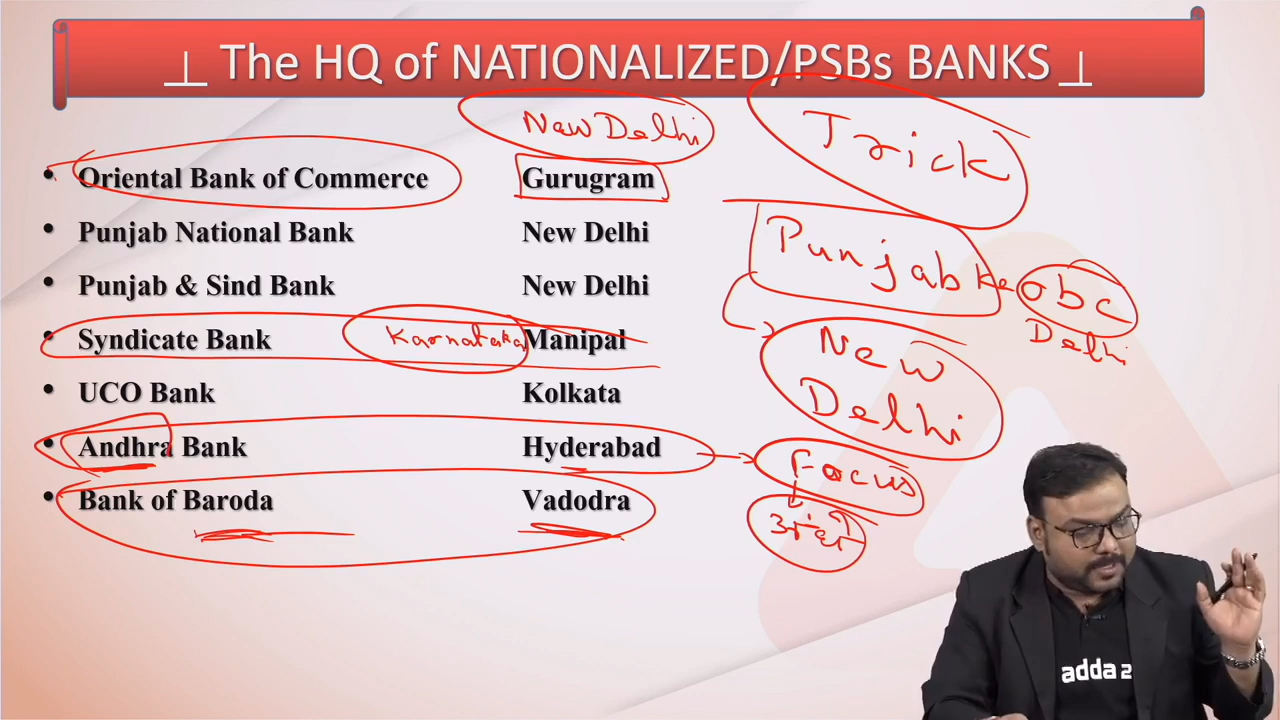 The HQ of NATIONALIZED/PSBs BANKS
New Delhi
Trick
• Oriental Bank of Commerce Gurugram
• Punjab National Bank New Delhi
Punjab ke obc
Delhi
• Punjab & Sind Bank New Delhi
• Syndicate Bank Karnataka Manipal
New
Delhi
• UCO Bank Kolkata
• Andhra Bank Hyderabad
Focus
• Bank of Baroda Vadodra
adda2